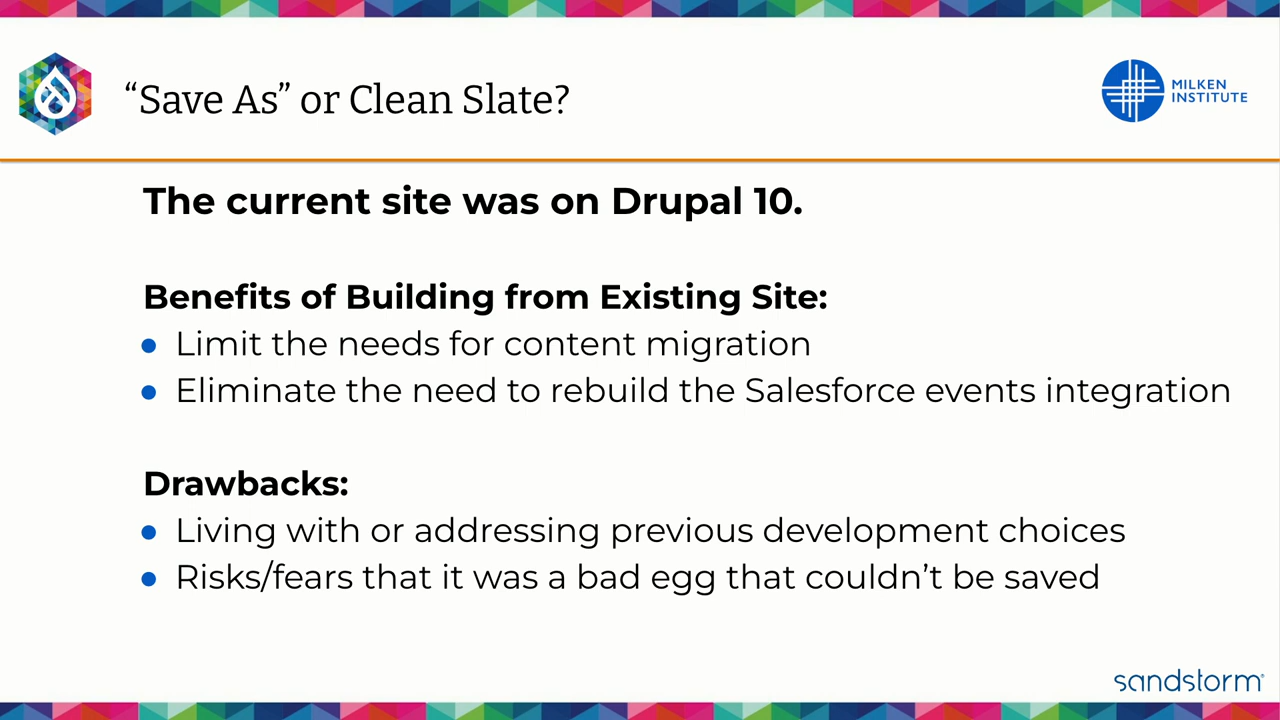 “Save As” or Clean Slate?
MILKEN
INSTITUTE
The current site was on Drupal 10.
Benefits of Building from Existing Site:
● Limit the needs for content migration
● Eliminate the need to rebuild the Salesforce events integration
Drawbacks:
● Living with or addressing previous development choices
● Risks/fears that it was a bad egg that couldn’t be saved
sandstorm®